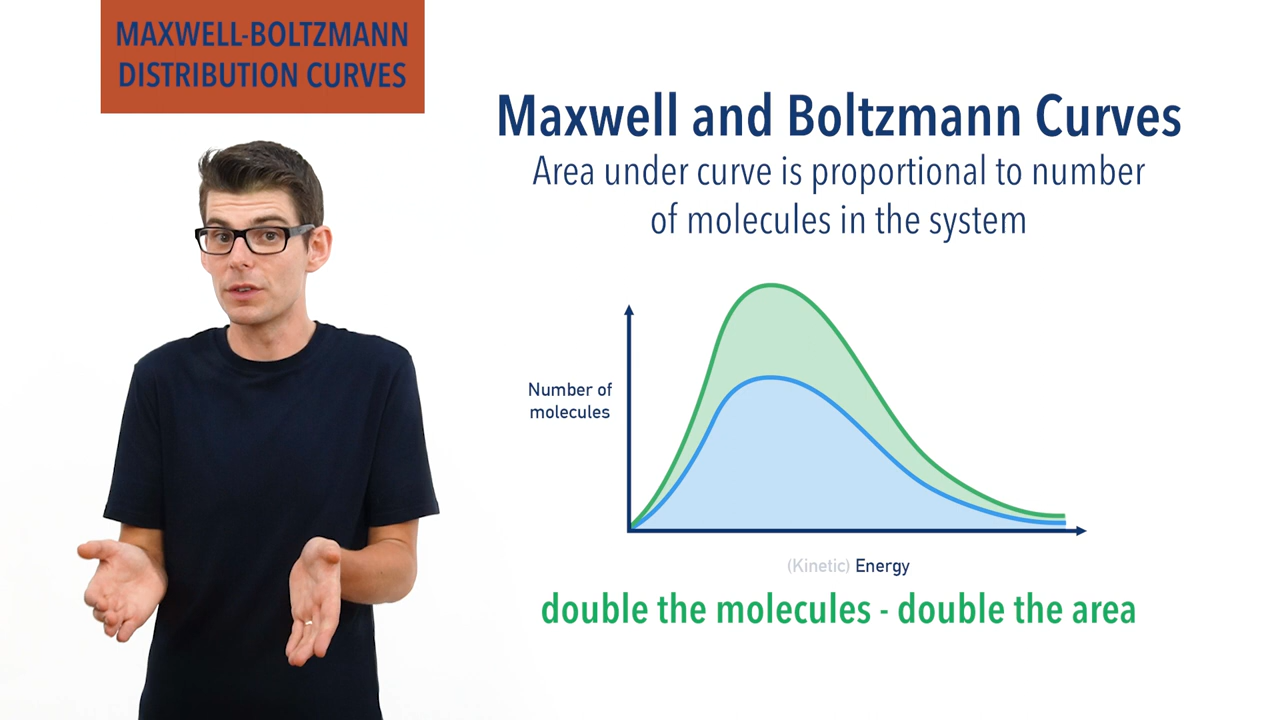 MAXWELL-BOLTZMANN
DISTRIBUTION CURVES
Maxwell and Boltzmann Curves
Area under curve is proportional to number
of molecules in the system
Number of
molecules
(Kinetic) Energy
double the molecules - double the area